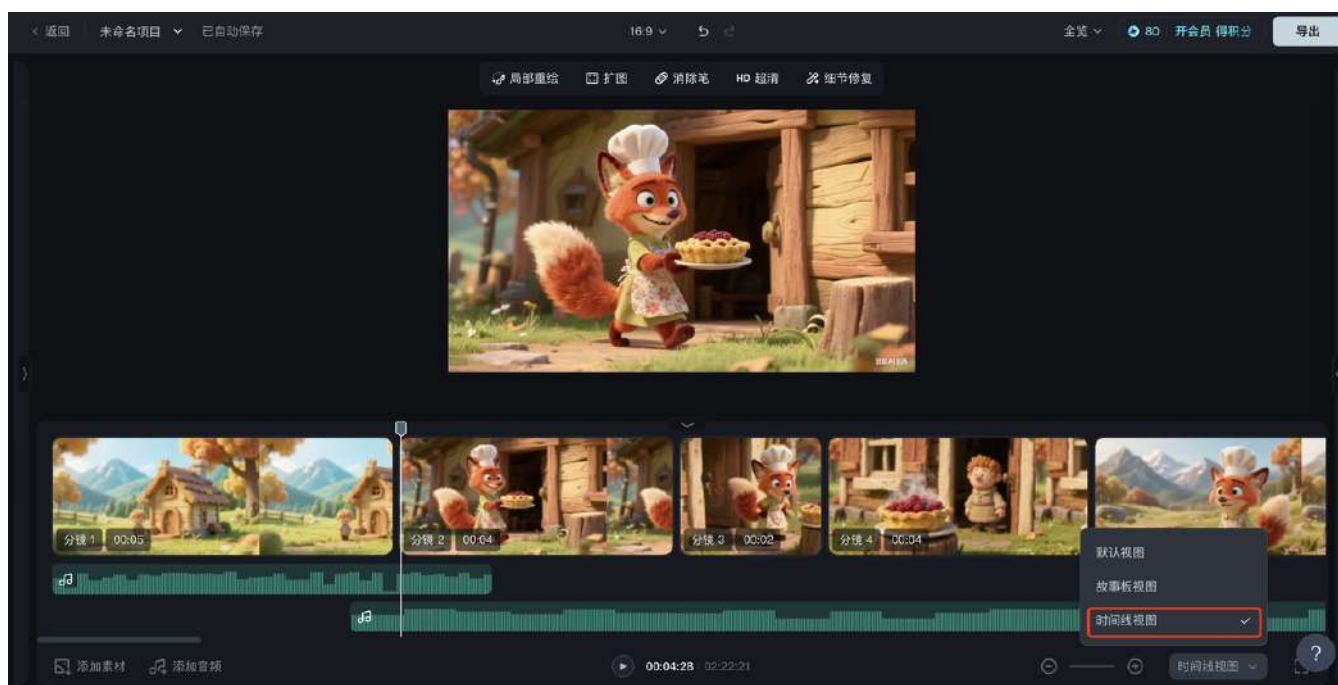 返回 未命名项目 已自动保存 16:9 全览 80 开会员 得积分 导出
局部重绘 扩图 消除笔 HD 超清 细节修复
分镜 1 00:05 分镜 2 00:04 分镜 3 00:02 分镜 4 00:04
默认视图
故事板视图
时间线视图
添加素材 添加音频 00:04:28 02:22:21 时间线视图 ?